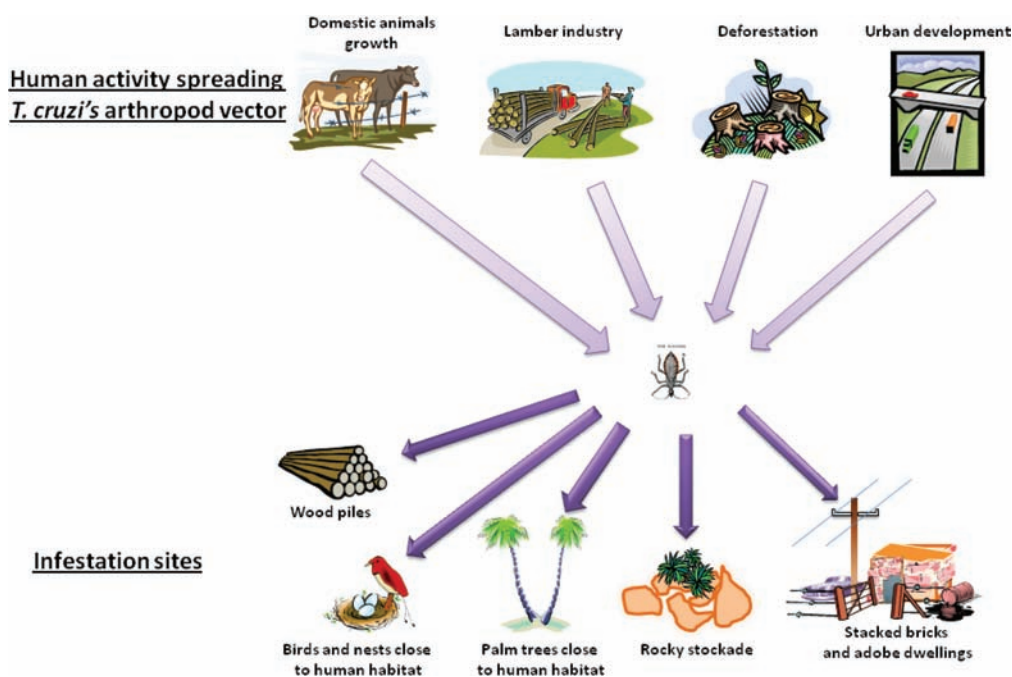 Domestic animals
growth
Lamber industry
Deforestation
Urban development
Human activity spreading
T. cruzi's arthropod vector
Wood piles
Infestation sites
Birds and nests close
to human habitat
Palm trees close
to human habitat
Rocky stockade
Stacked bricks
and adobe dwellings